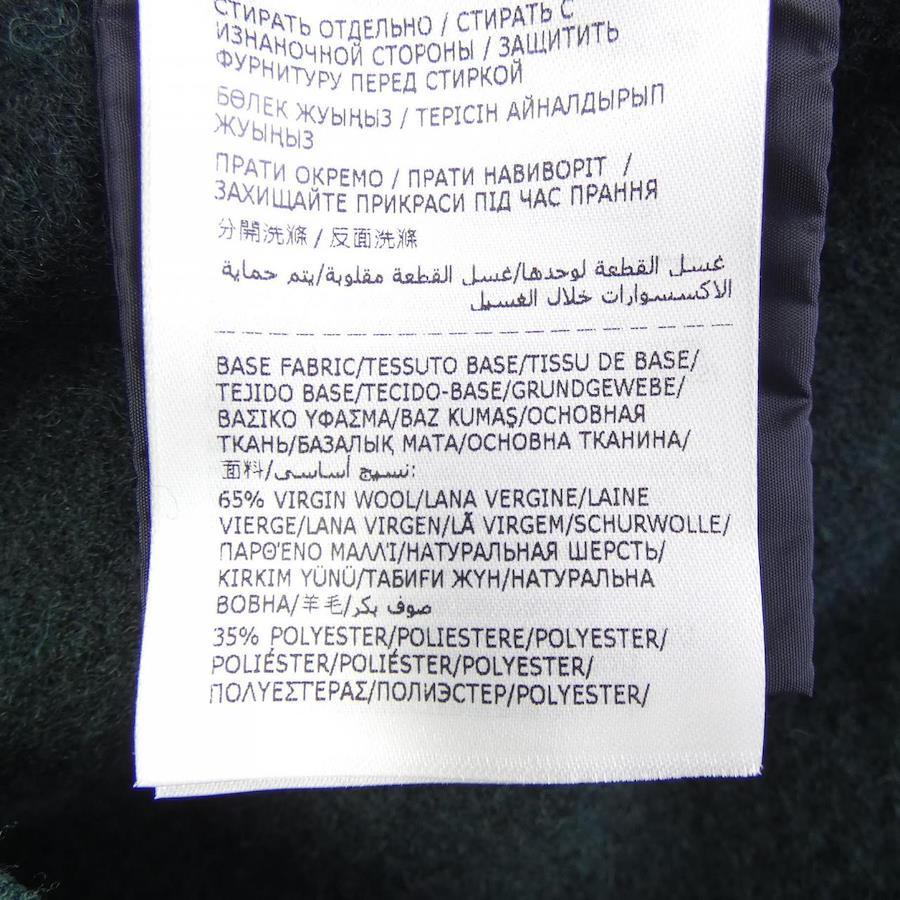 СТИРАТЬ ОТДЕЛЬНО / СТИРАТЬ С
ИЗНАНОЧНОЙ СТОРОНЫ / ЗАЩИТИТЬ
ФУРНИТУРУ ПЕРЕД СТИРКОЙ
БӨЛЕК ЖУЫҢЫЗ / ТЕРІСІН АЙНАЛДЫРЫП
ЖУЫҢЫЗ
ПРАТИ ОКРЕМО / ПРАТИ НАВИВОРІТ /
ЗАХИЩАЙТЕ ПРИКРАСИ ПІД ЧАС ПРАННЯ
分開洗滌 / 反面洗滌
غسل القطعة لوحدها/غسل القطعة مقلوبة/يتم حماية
الاكسسوارات خلال الغسيل
BASE FABRIC/TESSUTO BASE/TISSU DE BASE/
TEJIDO BASE/TECIDO-BASE/GRUNDGEWEBE/
ΒΑΣΙΚΟ ΥΦΑΣΜΑ/BAZ KUMAŞ/ОСНОВНАЯ
ТКАНЬ/БАЗАЛЫҚ МАТА/ОСНОВНА ТКАНИНА/
面料/نسيج أساسي:
65% VIRGIN WOOL/LANA VERGINE/LAINE
VIERGE/LANA VIRGEN/LÃ VIRGEM/SCHURWOLLE/
ΠΑΡΘ'ΕΝΟ ΜΑΛΛΊ/НАТУРАЛЬНАЯ ШЕРСТЬ/
KIRKIM YÜNÜ/ТАБИҒИ ЖҮН/НАТУРАЛЬНА
ВОВНА/羊毛/صوف بكر
35% POLYESTER/POLIESTERE/POLYESTER/
POLIÉSTER/POLIÉSTER/POLYESTER/
ΠΟΛΥΕΣΤΕΡΑΣ/ПОЛИЭСТЕР/POLYESTER/